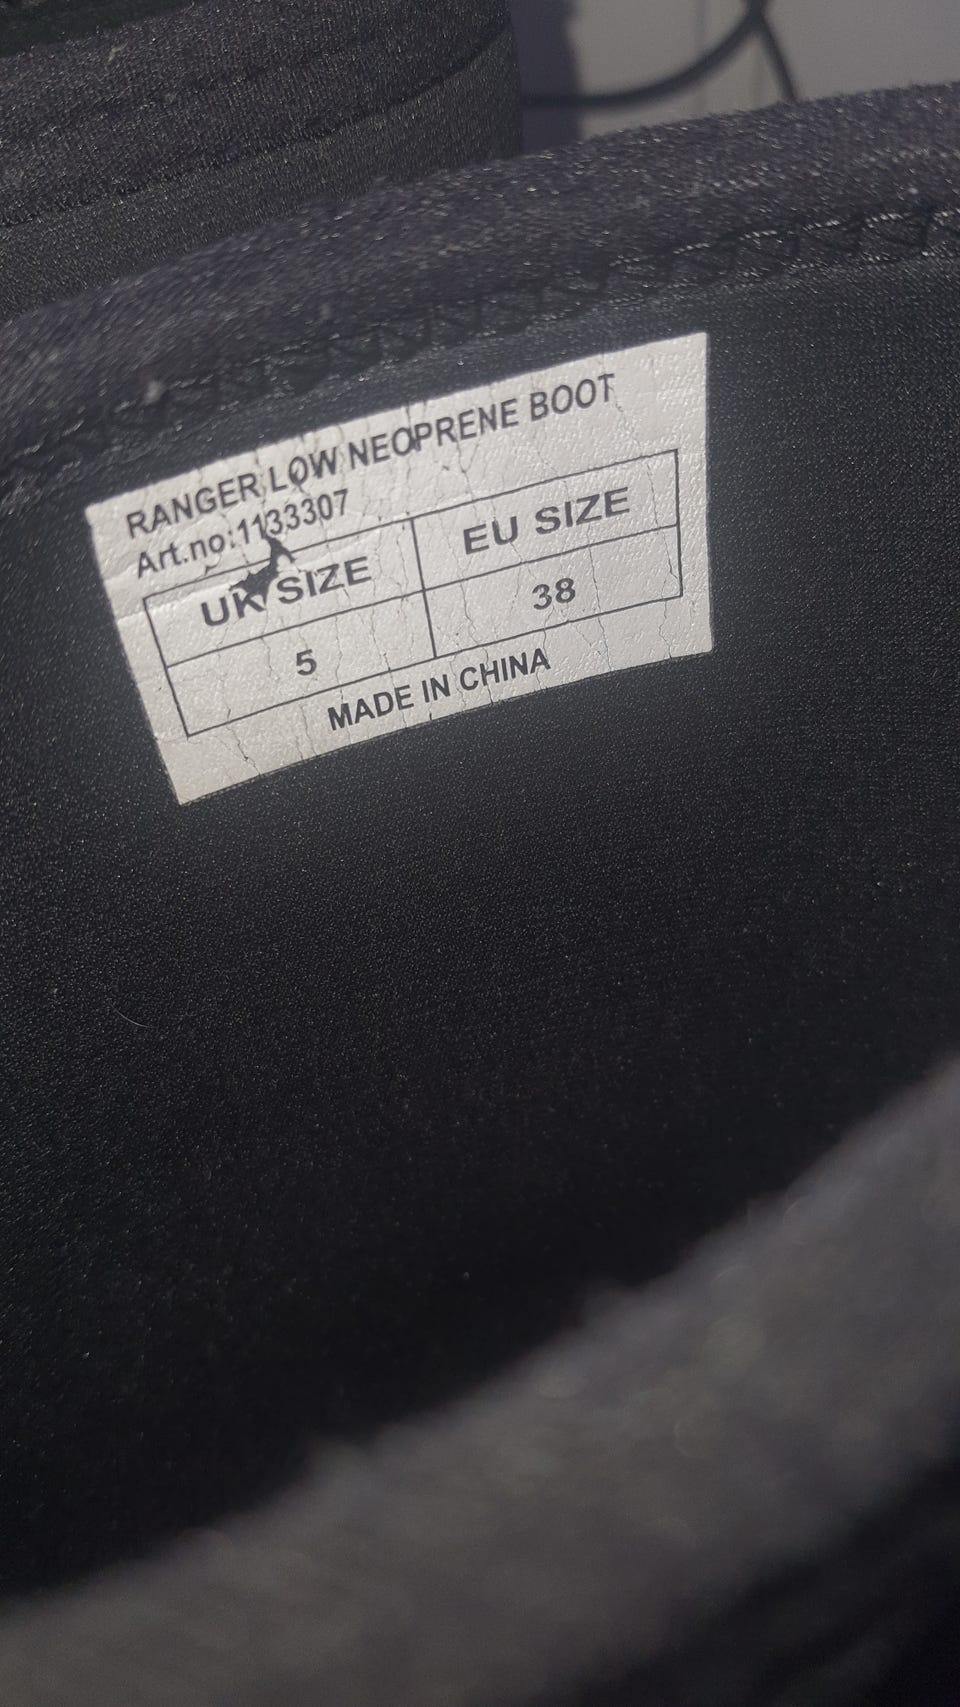 RANGER LOW NEOPRENE BOOT
Art.no:1133307
UK SIZE EU SIZE
5 38
MADE IN CHINA